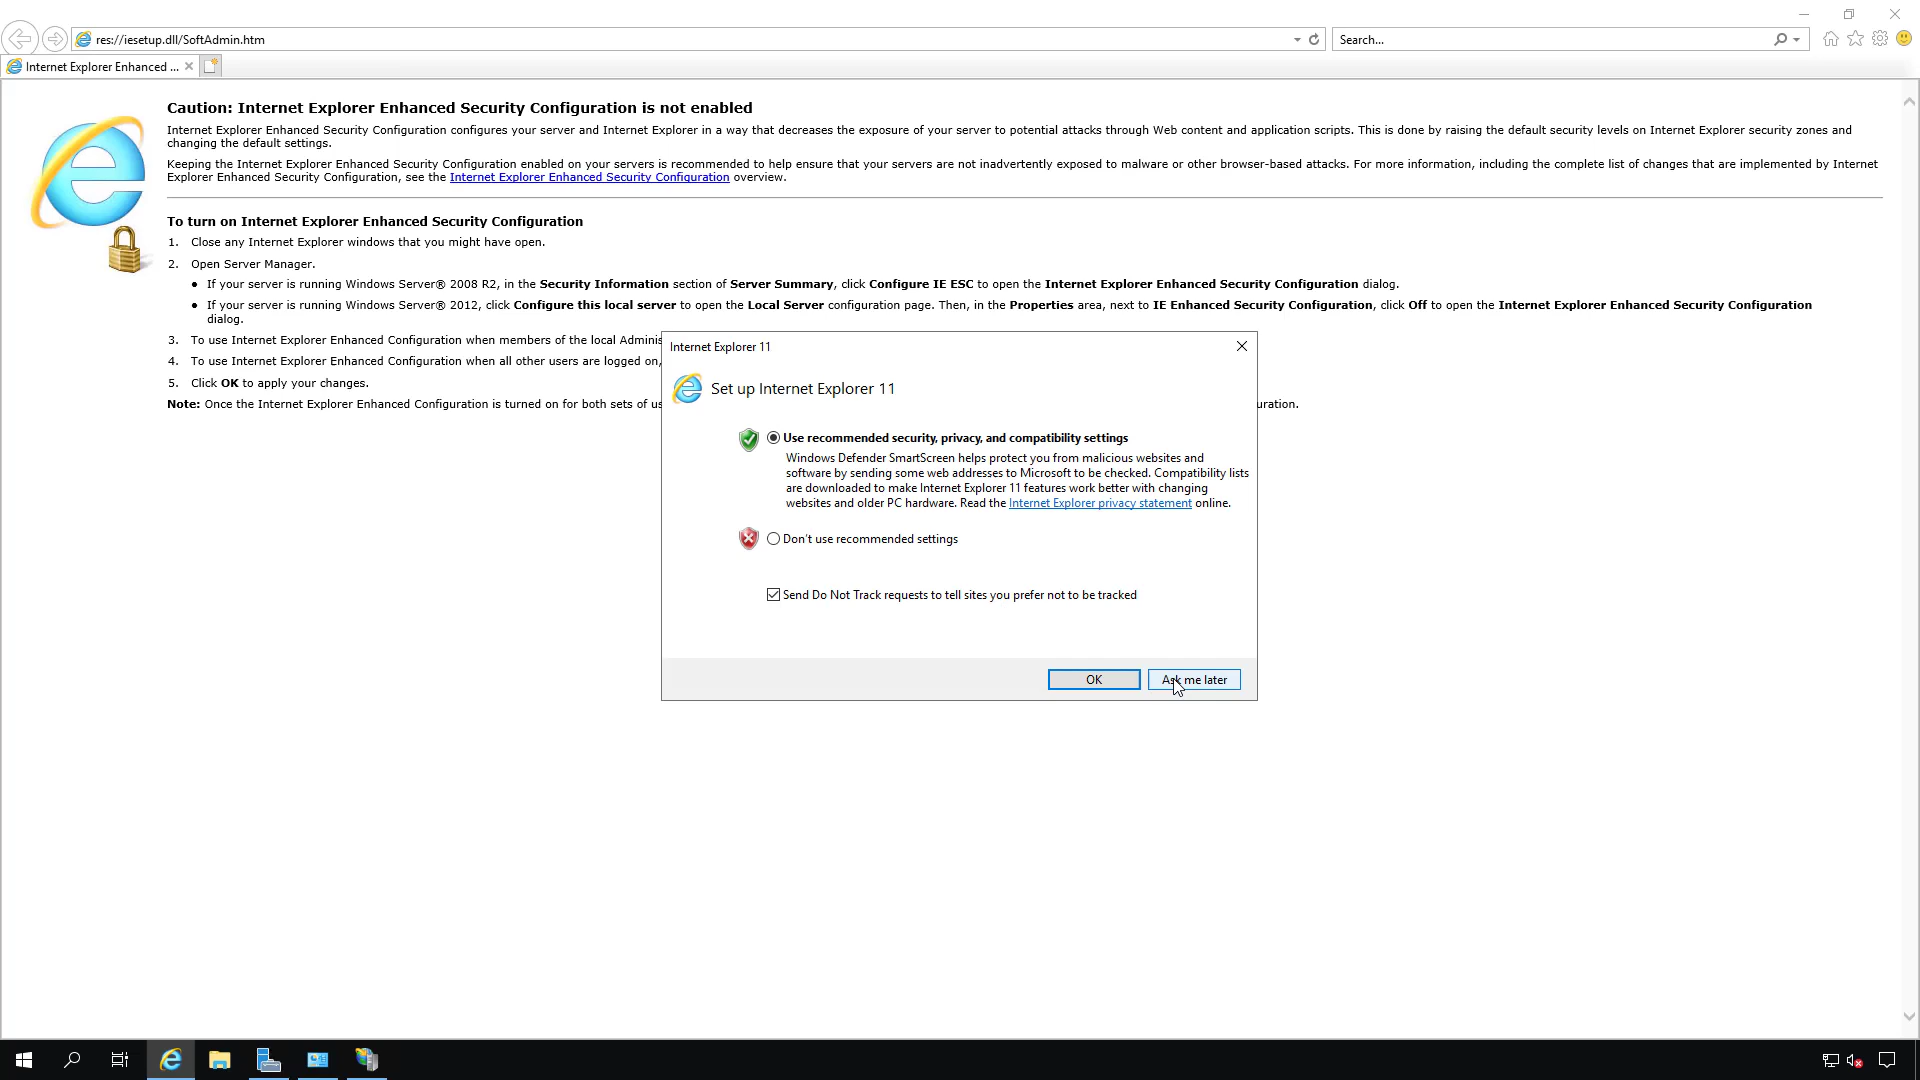 res://iesetup.dll/SoftAdmin.htm
Search...
Internet Explorer Enhanced ...
Caution: Internet Explorer Enhanced Security Configuration is not enabled
Internet Explorer Enhanced Security Configuration configures your server and Internet Explorer in a way that decreases the exposure of your server to potential attacks through Web content and application scripts. This is done by raising the default security levels on Internet Explorer security zones and
changing the default settings.
Keeping the Internet Explorer Enhanced Security Configuration enabled on your servers is recommended to help ensure that your servers are not inadvertently exposed to malware or other browser-based attacks. For more information, including the complete list of changes that are implemented by Internet
Explorer Enhanced Security Configuration, see the Internet Explorer Enhanced Security Configuration overview.
To turn on Internet Explorer Enhanced Security Configuration
1. Close any Internet Explorer windows that you might have open.
2. Open Server Manager.
• If your server is running Windows Server® 2008 R2, in the Security Information section of Server Summary, click Configure IE ESC to open the Internet Explorer Enhanced Security Configuration dialog.
• If your server is running Windows Server® 2012, click Configure this local server to open the Local Server configuration page. Then, in the Properties area, next to IE Enhanced Security Configuration, click Off to open the Internet Explorer Enhanced Security Configuration
dialog.
3. To use Internet Explorer Enhanced Configuration when members of the local Adminis
4. To use Internet Explorer Enhanced Configuration when all other users are logged on,
5. Click OK to apply your changes.
Note: Once the Internet Explorer Enhanced Configuration is turned on for both sets of us
uration.
Internet Explorer 11
Set up Internet Explorer 11
Use recommended security, privacy, and compatibility settings
Windows Defender SmartScreen helps protect you from malicious websites and
software by sending some web addresses to Microsoft to be checked. Compatibility lists
are downloaded to make Internet Explorer 11 features work better with changing
websites and older PC hardware. Read the Internet Explorer privacy statement online.
Don't use recommended settings
Send Do Not Track requests to tell sites you prefer not to be tracked
OK
Ask me later